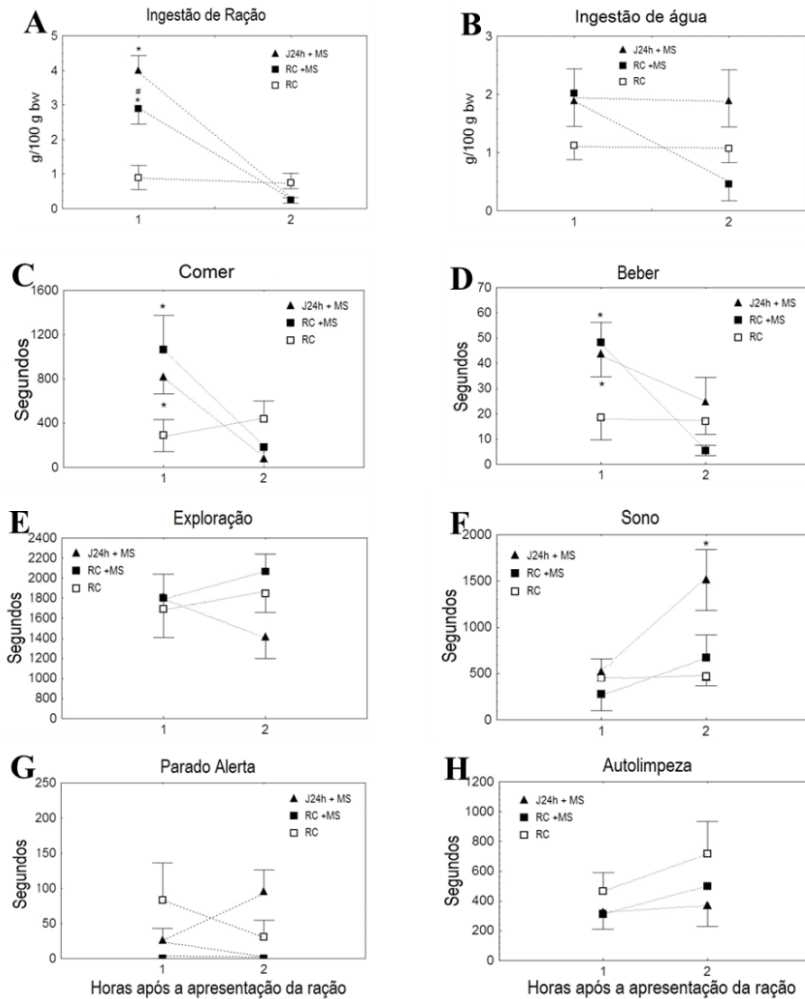 A
Ingestão de Ração
J24h + MS
RC +MS
RC
g/100 g bw
5
4
3
2
1
0
*
#
*
1
2
B
Ingestão de água
J24h + MS
RC +MS
RC
g/100 g bw
3
2
1
0
1
2
C
Comer
J24h + MS
RC +MS
RC
Segundos
1600
1200
800
400
0
*
*
1
2
D
Beber
J24h + MS
RC +MS
RC
Segundos
70
60
50
40
30
20
10
0
*
*
1
2
E
Exploração
J24h + MS
RC +MS
RC
Segundos
2400
2200
2000
1800
1600
1400
1200
1000
800
600
400
200
0
1
2
F
Sono
J24h + MS
RC +MS
RC
Segundos
2000
1500
1000
500
0
*
1
2
G
Parado Alerta
J24h + MS
RC +MS
RC
Segundos
250
200
150
100
50
0
1
2
Horas após a apresentação da ração
H
Autolimpeza
J24h + MS
RC +MS
RC
Segundos
1200
1000
800
600
400
200
0
1
2
Horas após a apresentação da ração